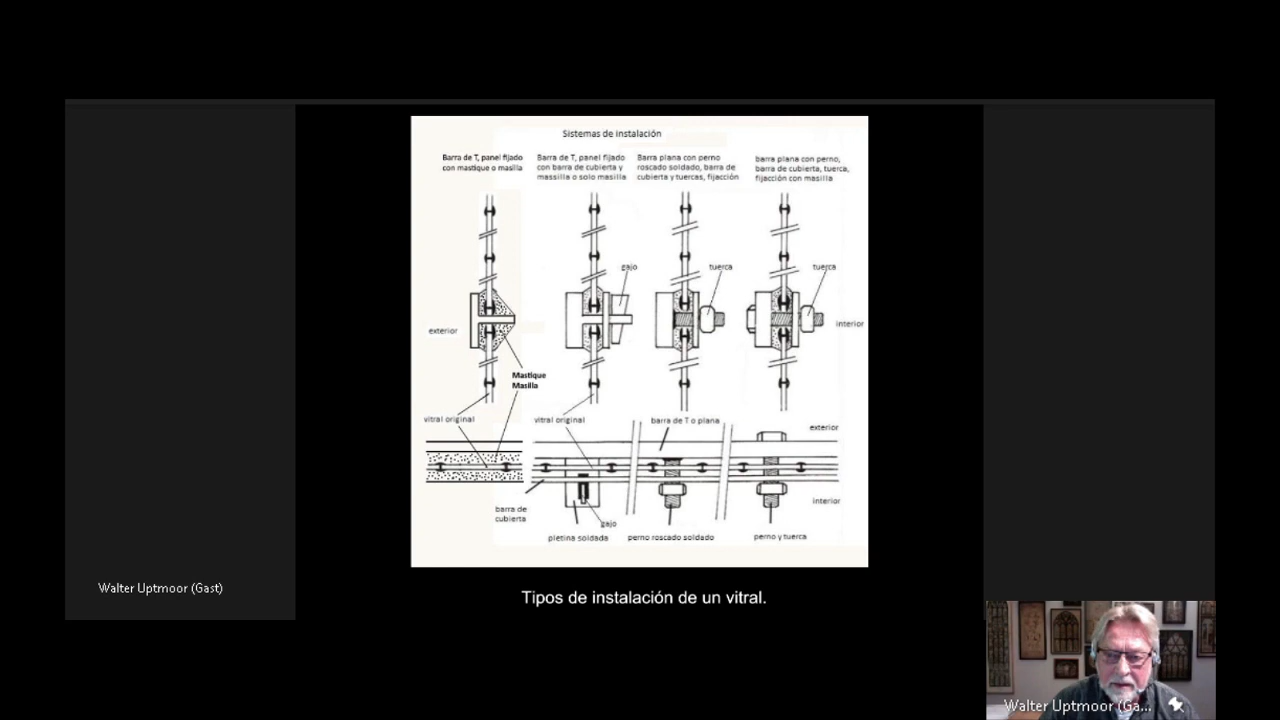 Sistemas de instalación
Barra de T, panel fijado
con mastique o masilla
Barra de T, panel fijado
con barra de cubierta y
massilla o solo masilla
Barra plana con perno
roscado soldado, barra de
cubierta y tuercas, fijacción
barra plana con perno,
barra de cubierta, tuerca,
fijacción con masilla
gajo
tuerca
tuerca
exterior
interior
Mastique
Masilla
vitral original
vitral original
barra de T o plana
exterior
interior
barra de
cubierta
gajo
pletina soldada
perno roscado soldado
perno y tuerca
Walter Uptmoor (Gast)
Tipos de instalación de un vitral.
Walter Uptmoor (Ga...